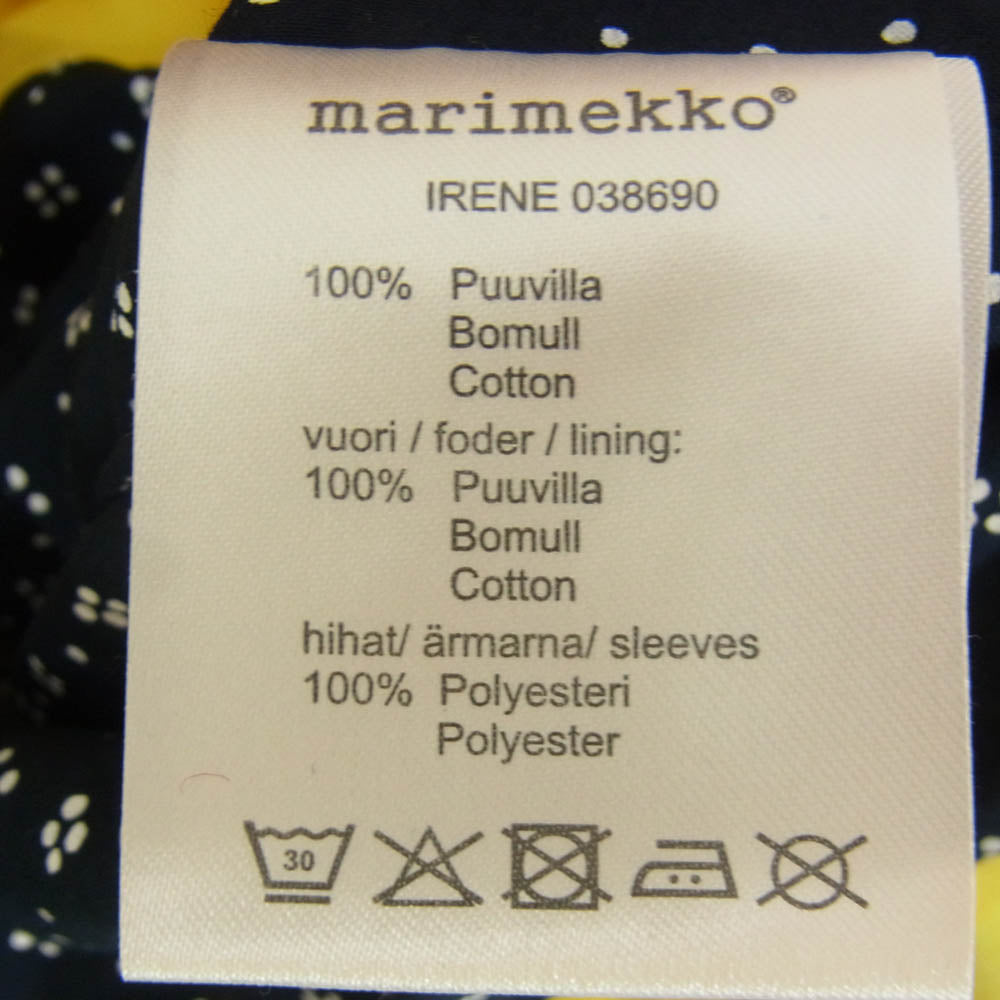 marimekko®
IRENE 038690
100% Puuvilla
Bomull
Cotton
vuori / foder / lining:
100% Puuvilla
Bomull
Cotton
hihat/ ärmarna/ sleeves
100% Polyesteri
Polyester
30